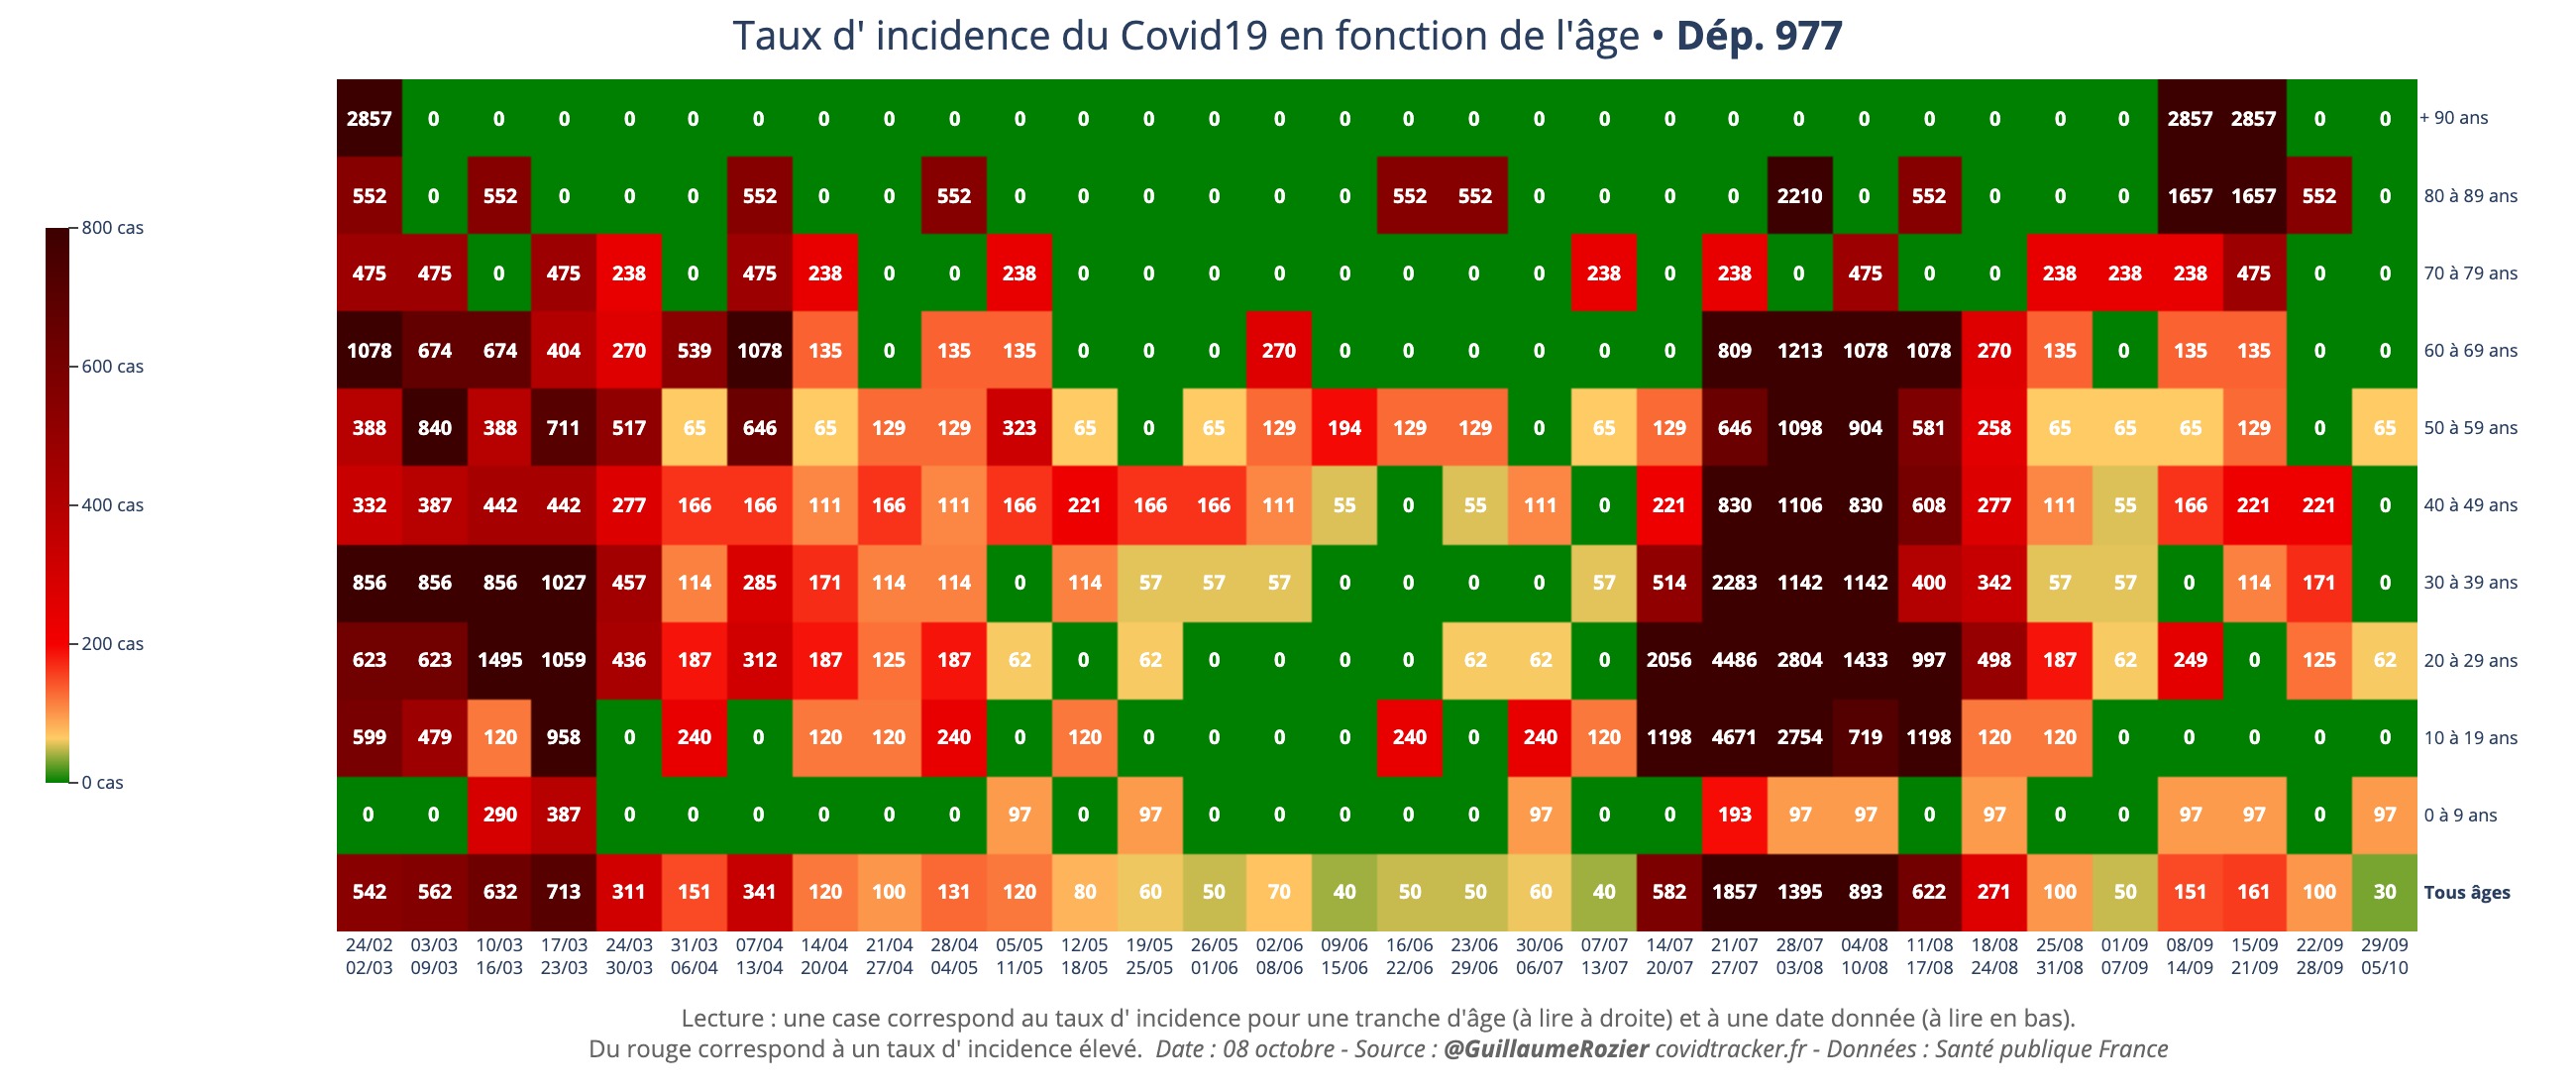 Taux d' incidence du Covid19 en fonction de l'âge • Dép. 977
800 cas
600 cas
400 cas
200 cas
0 cas
2857 0 0 0 0 0 0 0 0 0 0 0 0 0 0 0 0 0 0 0 0 0 0 0 0 0 0 0 2857 2857 0 0 + 90 ans
552 0 552 0 0 0 552 0 0 552 0 0 0 0 0 0 552 552 0 0 0 0 2210 0 552 0 0 0 1657 1657 552 0 80 à 89 ans
475 475 0 475 238 0 475 238 0 0 238 0 0 0 0 0 0 0 0 238 0 238 0 475 0 0 238 238 238 475 0 0 70 à 79 ans
1078 674 674 404 270 539 1078 135 0 135 135 0 0 0 270 0 0 0 0 0 0 809 1213 1078 1078 270 135 0 135 135 0 0 60 à 69 ans
388 840 388 711 517 65 646 65 129 129 323 65 0 65 129 194 129 129 0 65 129 646 1098 904 581 258 65 65 65 129 0 65 50 à 59 ans
332 387 442 442 277 166 166 111 166 111 166 221 166 166 111 55 0 55 111 0 221 830 1106 830 608 277 111 55 166 221 221 0 40 à 49 ans
856 856 856 1027 457 114 285 171 114 114 0 114 57 57 57 0 0 0 0 57 514 2283 1142 1142 400 342 57 57 0 114 171 0 30 à 39 ans
623 623 1495 1059 436 187 312 187 125 187 62 0 62 0 0 0 0 62 62 0 2056 4486 2804 1433 997 498 187 62 249 0 125 62 20 à 29 ans
599 479 120 958 0 240 0 120 120 240 0 120 0 0 0 0 240 0 240 120 1198 4671 2754 719 1198 120 120 0 0 0 0 0 10 à 19 ans
0 0 290 387 0 0 0 0 0 0 97 0 97 0 0 0 0 0 97 0 0 193 97 97 0 97 0 0 97 97 0 97 0 à 9 ans
542 562 632 713 311 151 341 120 100 131 120 80 60 50 70 40 50 50 60 40 582 1857 1395 893 622 271 100 50 151 161 100 30 Tous âges
24/02 03/03 10/03 17/03 24/03 31/03 07/04 14/04 21/04 28/04 05/05 12/05 19/05 26/05 02/06 09/06 16/06 23/06 30/06 07/07 14/07 21/07 28/07 04/08 11/08 18/08 25/08 01/09 08/09 15/09 22/09 29/09
02/03 09/03 16/03 23/03 30/03 06/04 13/04 20/04 27/04 04/05 11/05 18/05 25/05 01/06 08/06 15/06 22/06 29/06 06/07 13/07 20/07 27/07 03/08 10/08 17/08 24/08 31/08 07/09 14/09 21/09 28/09 05/10
Lecture : une case correspond au taux d' incidence pour une tranche d'âge (à lire à droite) et à une date donnée (à lire en bas).
Du rouge correspond à un taux d' incidence élevé. Date : 08 octobre - Source : @GuillaumeRozier covidtracker.fr - Données : Santé publique France